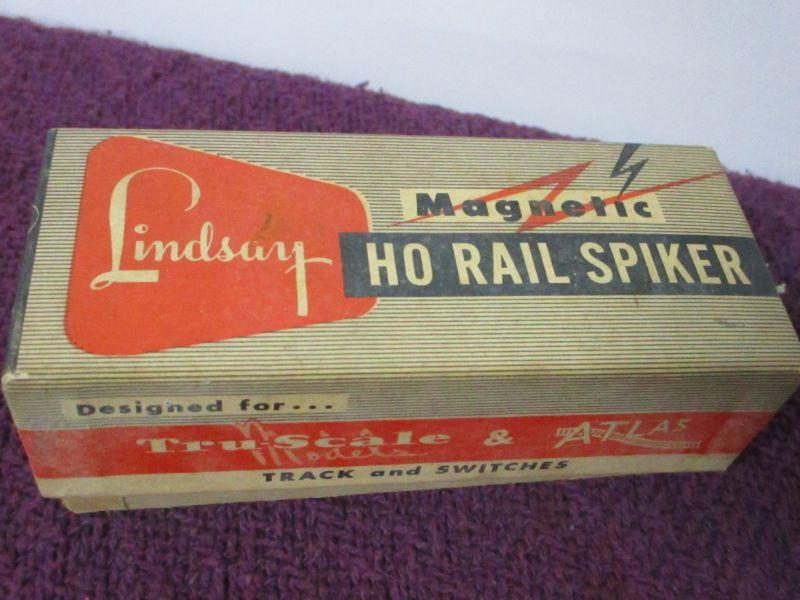 Lindsay
Magnetic
HO RAIL SPIKER
Designed for...
Tru-Scale Models & ATLAS
TRACK and SWITCHES